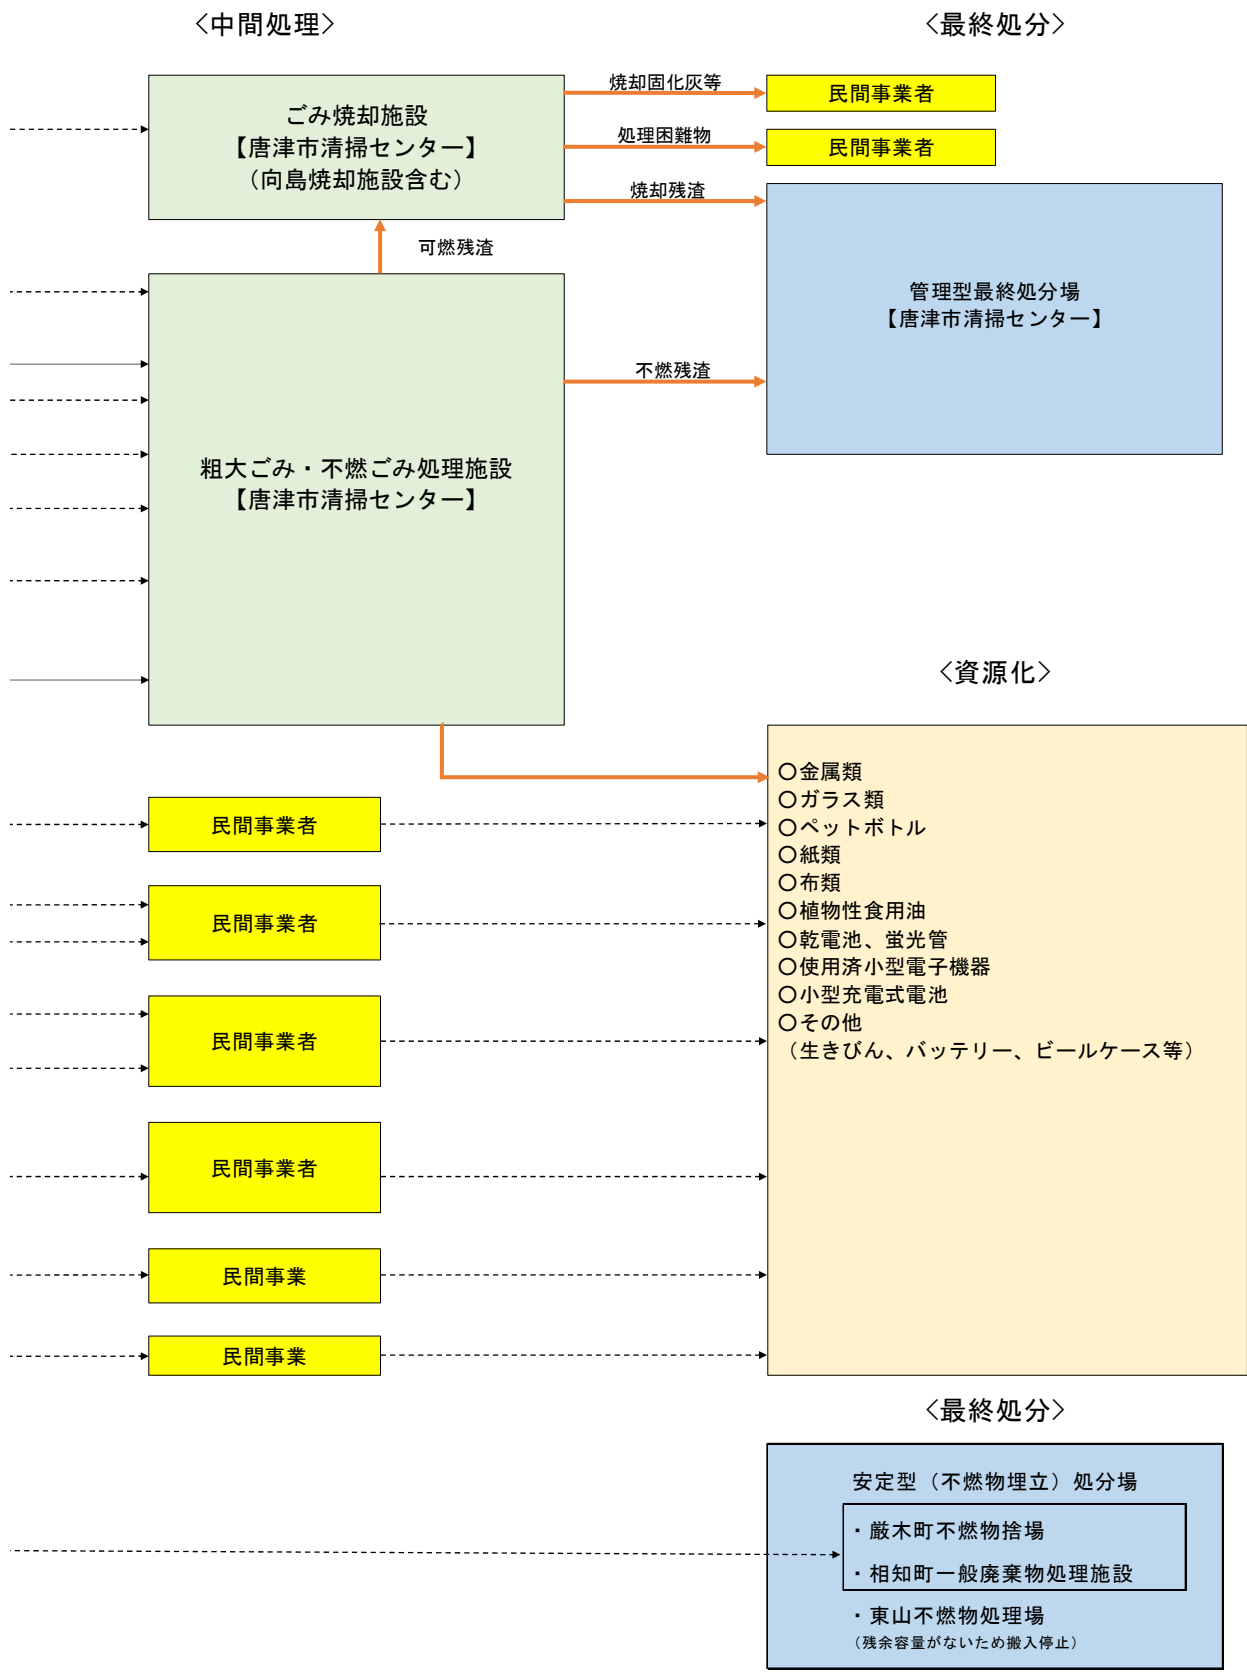 〈中間処理〉
〈最終処分〉
ごみ焼却施設
【唐津市清掃センター】
（向島焼却施設含む）
焼却固化灰等
民間事業者
処理困難物
民間事業者
焼却残渣
可燃残渣
管理型最終処分場
【唐津市清掃センター】
不燃残渣
粗大ごみ・不燃ごみ処理施設
【唐津市清掃センター】
〈資源化〉
○金属類
○ガラス類
○ペットボトル
○紙類
○布類
○植物性食用油
○乾電池、蛍光管
○使用済小型電子機器
○小型充電式電池
○その他
（生きびん、バッテリー、ビールケース等）
民間事業者
民間事業者
民間事業者
民間事業者
民間事業
民間事業
〈最終処分〉
安定型（不燃物埋立）処分場
・厳木町不燃物捨場
・相知町一般廃棄物処理施設
・東山不燃物処理場
（残余容量がないため搬入停止）